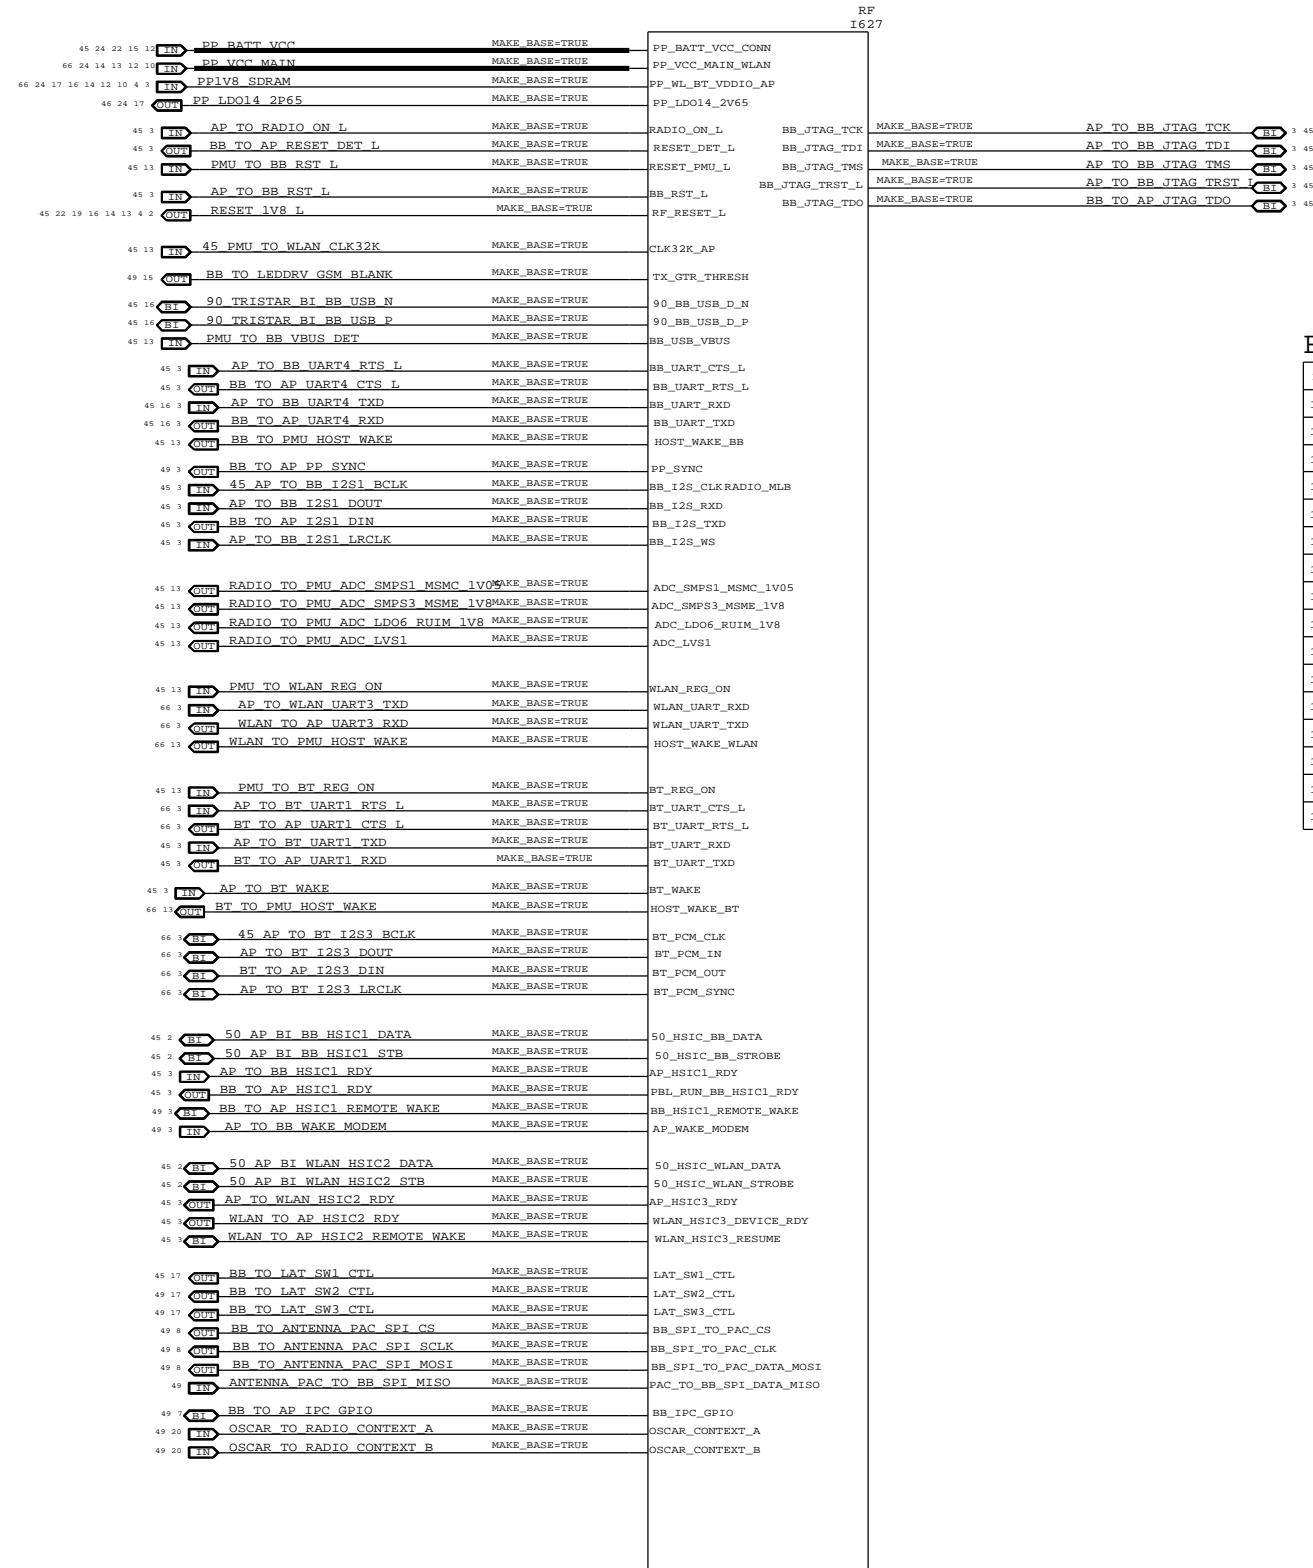 RF
I627
45 24 22 15 12 IN PP_BATT_VCC MAKE_BASE=TRUE PP_BATT_VCC_CONN
66 24 14 13 12 10 IN PP_VCC_MAIN MAKE_BASE=TRUE PP_VCC_MAIN_WLAN
66 24 17 16 14 12 10 4 3 IN PP1V8_SDRAM MAKE_BASE=TRUE PP_WL_BT_VDDIO_AP
46 24 17 OUT PP_LDO14_2P65 MAKE_BASE=TRUE PP_LDO14_2V65
45 3 IN AP_TO_RADIO_ON_L MAKE_BASE=TRUE RADIO_ON_L BB_JTAG_TCK MAKE_BASE=TRUE AP_TO_BB_JTAG_TCK BI 3 45
45 3 OUT BB_TO_AP_RESET_DET_L MAKE_BASE=TRUE RESET_DET_L BB_JTAG_TDI MAKE_BASE=TRUE AP_TO_BB_JTAG_TDI BI 3 45
45 13 IN PMU_TO_BB_RST_L MAKE_BASE=TRUE RESET_PMU_L BB_JTAG_TMS MAKE_BASE=TRUE AP_TO_BB_JTAG_TMS BI 3 45
BB_JTAG_TRST_L MAKE_BASE=TRUE AP_TO_BB_JTAG_TRST_L BI 3 45
45 3 IN AP_TO_BB_RST_L MAKE_BASE=TRUE BB_RST_L
BB_JTAG_TDO MAKE_BASE=TRUE BB_TO_AP_JTAG_TDO BI 3 45
45 22 19 16 14 13 4 2 OUT RESET_1V8_L MAKE_BASE=TRUE RF_RESET_L
45 13 IN 45_PMU_TO_WLAN_CLK32K MAKE_BASE=TRUE CLK32K_AP
49 15 OUT BB_TO_LEDDRV_GSM_BLANK MAKE_BASE=TRUE TX_GTR_THRESH
45 16 BI 90_TRISTAR_BI_BB_USB_N MAKE_BASE=TRUE 90_BB_USB_D_N
45 16 BI 90_TRISTAR_BI_BB_USB_P MAKE_BASE=TRUE 90_BB_USB_D_P
45 13 IN PMU_TO_BB_VBUS_DET MAKE_BASE=TRUE BB_USB_VBUS
45 3 IN AP_TO_BB_UART4_RTS_L MAKE_BASE=TRUE BB_UART_CTS_L
45 3 OUT BB_TO_AP_UART4_CTS_L MAKE_BASE=TRUE BB_UART_RTS_L
45 16 3 IN AP_TO_BB_UART4_TXD MAKE_BASE=TRUE BB_UART_RXD
45 16 3 OUT BB_TO_AP_UART4_RXD MAKE_BASE=TRUE BB_UART_TXD
45 13 OUT BB_TO_PMU_HOST_WAKE MAKE_BASE=TRUE HOST_WAKE_BB
49 3 OUT BB_TO_AP_PP_SYNC MAKE_BASE=TRUE PP_SYNC
45 3 IN 45_AP_TO_BB_I2S1_BCLK MAKE_BASE=TRUE BB_I2S_CLK RADIO_MLB
45 3 IN AP_TO_BB_I2S1_DOUT MAKE_BASE=TRUE BB_I2S_RXD
45 3 OUT BB_TO_AP_I2S1_DIN MAKE_BASE=TRUE BB_I2S_TXD
45 3 IN AP_TO_BB_I2S1_LRCLK MAKE_BASE=TRUE BB_I2S_WS
45 13 OUT RADIO_TO_PMU_ADC_SMPS1_MSMC_1V05 MAKE_BASE=TRUE ADC_SMPS1_MSMC_1V05
45 13 OUT RADIO_TO_PMU_ADC_SMPS3_MSME_1V8 MAKE_BASE=TRUE ADC_SMPS3_MSME_1V8
45 13 OUT RADIO_TO_PMU_ADC_LDO6_RUIM_1V8 MAKE_BASE=TRUE ADC_LDO6_RUIM_1V8
45 13 OUT RADIO_TO_PMU_ADC_LVS1 MAKE_BASE=TRUE ADC_LVS1
45 13 IN PMU_TO_WLAN_REG_ON MAKE_BASE=TRUE WLAN_REG_ON
66 3 IN AP_TO_WLAN_UART3_TXD MAKE_BASE=TRUE WLAN_UART_RXD
66 3 OUT WLAN_TO_AP_UART3_RXD MAKE_BASE=TRUE WLAN_UART_TXD
66 13 OUT WLAN_TO_PMU_HOST_WAKE MAKE_BASE=TRUE HOST_WAKE_WLAN
45 13 IN PMU_TO_BT_REG_ON MAKE_BASE=TRUE BT_REG_ON
66 3 IN AP_TO_BT_UART1_RTS_L MAKE_BASE=TRUE BT_UART_CTS_L
66 3 OUT BT_TO_AP_UART1_CTS_L MAKE_BASE=TRUE BT_UART_RTS_L
45 3 IN AP_TO_BT_UART1_TXD MAKE_BASE=TRUE BT_UART_RXD
45 3 OUT BT_TO_AP_UART1_RXD MAKE_BASE=TRUE BT_UART_TXD
45 3 IN AP_TO_BT_WAKE MAKE_BASE=TRUE BT_WAKE
66 13 OUT BT_TO_PMU_HOST_WAKE MAKE_BASE=TRUE HOST_WAKE_BT
66 3 BI 45_AP_TO_BT_I2S3_BCLK MAKE_BASE=TRUE BT_PCM_CLK
66 3 BI AP_TO_BT_I2S3_DOUT MAKE_BASE=TRUE BT_PCM_IN
66 3 BI BT_TO_AP_I2S3_DIN MAKE_BASE=TRUE BT_PCM_OUT
66 3 BI AP_TO_BT_I2S3_LRCLK MAKE_BASE=TRUE BT_PCM_SYNC
45 2 BI 50_AP_BI_BB_HSIC1_DATA MAKE_BASE=TRUE 50_HSIC_BB_DATA
45 2 BI 50_AP_BI_BB_HSIC1_STB MAKE_BASE=TRUE 50_HSIC_BB_STROBE
45 3 IN AP_TO_BB_HSIC1_RDY MAKE_BASE=TRUE AP_HSIC1_RDY
45 3 OUT BB_TO_AP_HSIC1_RDY MAKE_BASE=TRUE PBL_RUN_BB_HSIC1_RDY
49 3 BI BB_TO_AP_HSIC1_REMOTE_WAKE MAKE_BASE=TRUE BB_HSIC1_REMOTE_WAKE
49 3 IN AP_TO_BB_WAKE_MODEM MAKE_BASE=TRUE AP_WAKE_MODEM
45 2 BI 50_AP_BI_WLAN_HSIC2_DATA MAKE_BASE=TRUE 50_HSIC_WLAN_DATA
45 2 BI 50_AP_BI_WLAN_HSIC2_STB MAKE_BASE=TRUE 50_HSIC_WLAN_STROBE
45 3 OUT AP_TO_WLAN_HSIC2_RDY MAKE_BASE=TRUE AP_HSIC3_RDY
45 3 OUT WLAN_TO_AP_HSIC2_RDY MAKE_BASE=TRUE WLAN_HSIC3_DEVICE_RDY
45 3 BI WLAN_TO_AP_HSIC2_REMOTE_WAKE MAKE_BASE=TRUE WLAN_HSIC3_RESUME
45 17 OUT BB_TO_LAT_SW1_CTL MAKE_BASE=TRUE LAT_SW1_CTL
49 17 OUT BB_TO_LAT_SW2_CTL MAKE_BASE=TRUE LAT_SW2_CTL
49 17 OUT BB_TO_LAT_SW3_CTL MAKE_BASE=TRUE LAT_SW3_CTL
49 8 OUT BB_TO_ANTENNA_PAC_SPI_CS MAKE_BASE=TRUE BB_SPI_TO_PAC_CS
49 8 OUT BB_TO_ANTENNA_PAC_SPI_SCLK MAKE_BASE=TRUE BB_SPI_TO_PAC_CLK
49 8 OUT BB_TO_ANTENNA_PAC_SPI_MOSI MAKE_BASE=TRUE BB_SPI_TO_PAC_DATA_MOSI
49 IN ANTENNA_PAC_TO_BB_SPI_MISO MAKE_BASE=TRUE PAC_TO_BB_SPI_DATA_MISO
49 7 BI BB_TO_AP_IPC_GPIO MAKE_BASE=TRUE BB_IPC_GPIO
49 20 IN OSCAR_TO_RADIO_CONTEXT_A MAKE_BASE=TRUE OSCAR_CONTEXT_A
49 20 IN OSCAR_TO_RADIO_CONTEXT_B MAKE_BASE=TRUE OSCAR_CONTEXT_B